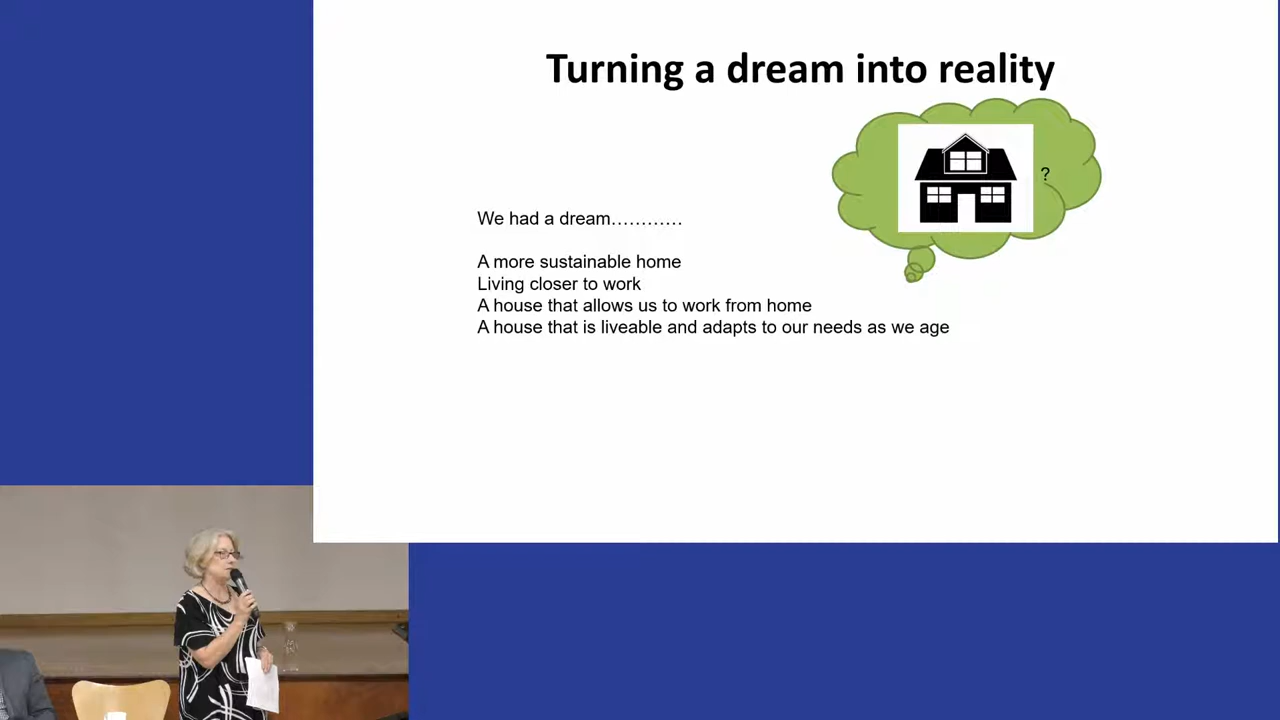 Turning a dream into reality
?
We had a dream…………
A more sustainable home
Living closer to work
A house that allows us to work from home
A house that is liveable and adapts to our needs as we age